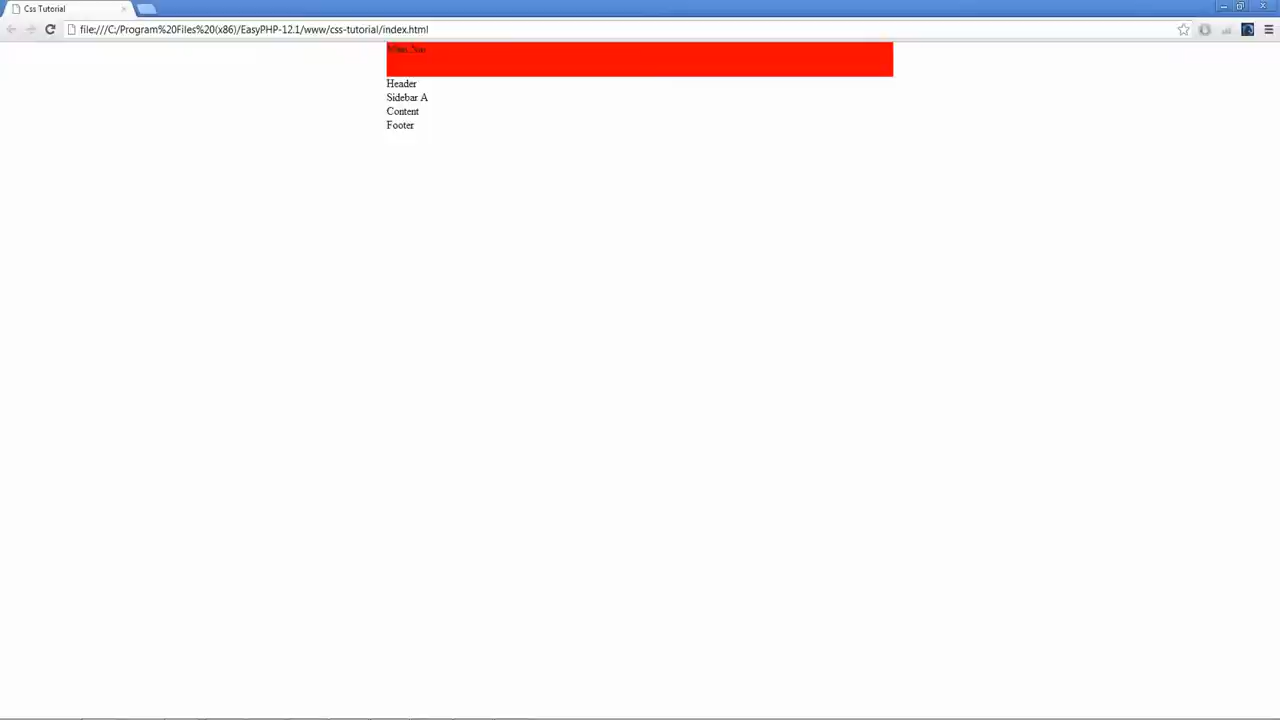 Css Tutorial
file:///C:/Program%20Files%20(x86)/EasyPHP-12.1/www/css-tutorial/index.html
Header
Sidebar A
Content
Footer